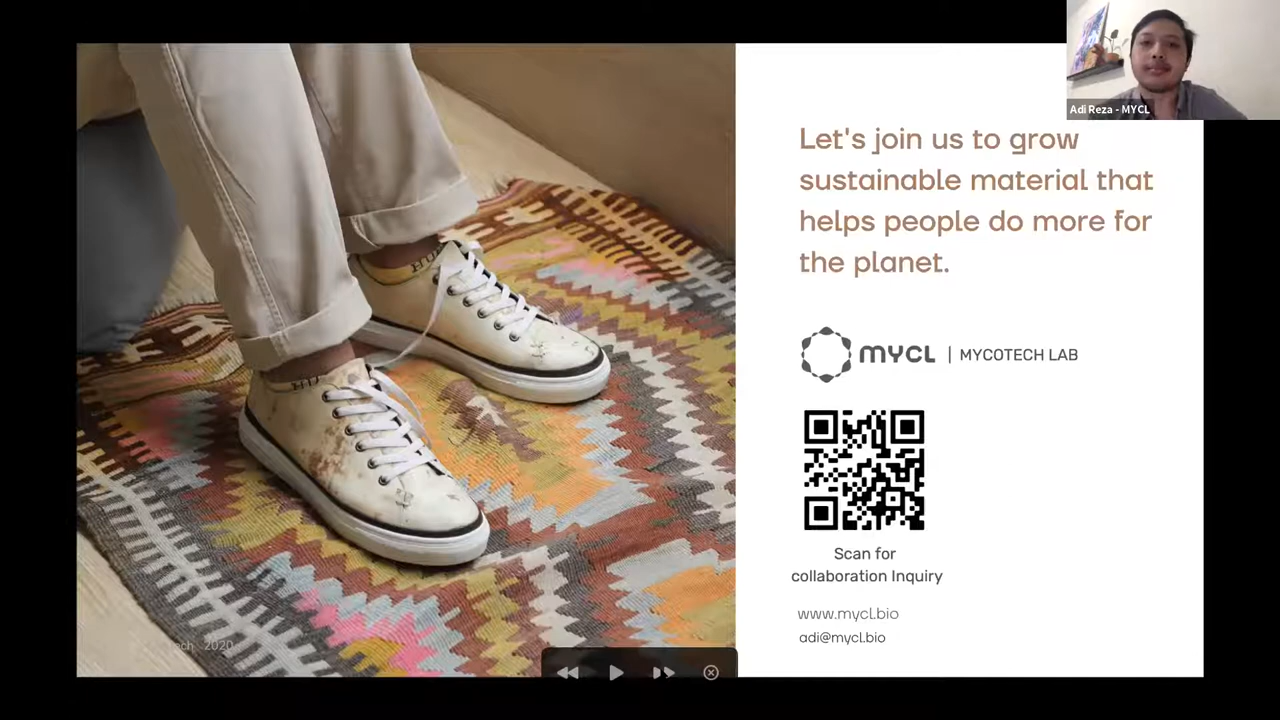 Adi Reza - MYCL
Let's join us to grow
sustainable material that
helps people do more for
the planet.
MYCL | MYCOTECH LAB
Scan for
collaboration Inquiry
www.mycl.bio
adi@mycl.bio
2020